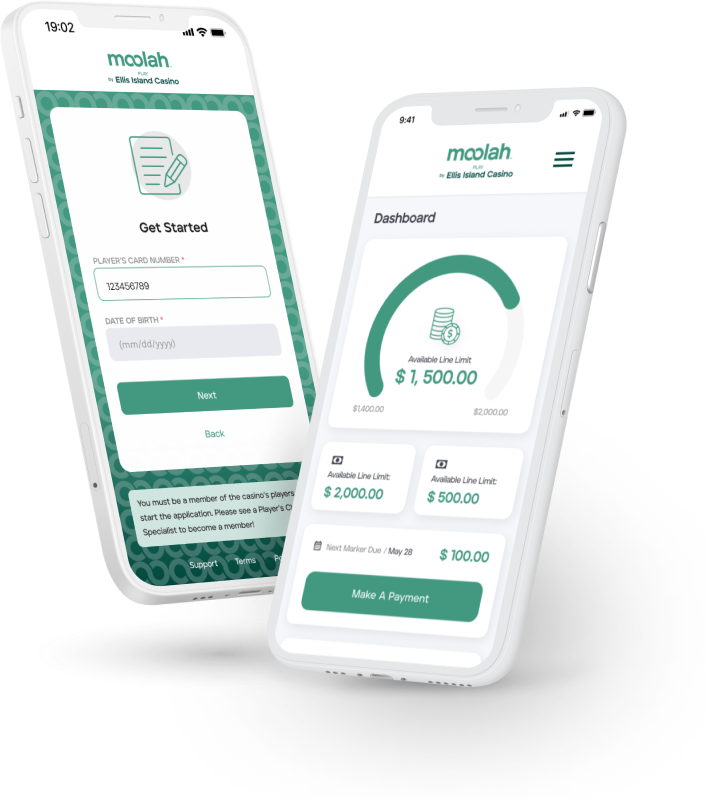 19:02
moolah
PLAY
by Ellis Island Casino
Get Started
PLAYER'S CARD NUMBER *
123456789
DATE OF BIRTH *
(mm/dd/yyyy)
Next
Back
You must be a member of the casino's players
start the application. Please see a Player's
Specialist to become a member!
Support Terms
9:41
moolah
PLAY
by Ellis Island Casino
Dashboard
$
Available Line Limit
$ 1, 500.00
$1,400.00 $2,000.00
Available Line Limit:
$ 2,000.00
Available Line Limit:
$ 500.00
Next Marker Due / May 28 $ 100.00
Make A Payment